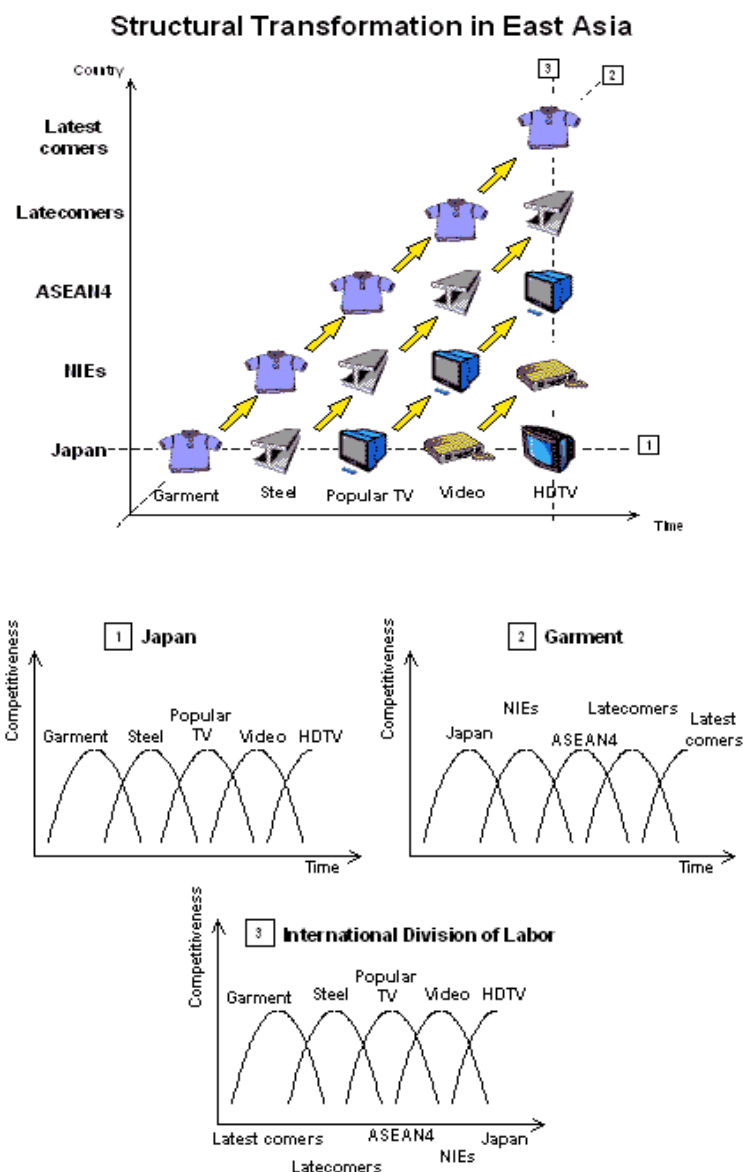 Structural Transformation in East Asia
Country
3
2
Latest
comers
Latecomers
ASEAN4
NIEs
Japan
1
Garment
Steel
Popular TV
Video
HDTV
Time
1 Japan
Competitiveness
Garment
Steel
Popular
TV
Video
HDTV
Time
2 Garment
Competitiveness
Japan
NIEs
ASEAN4
Latecomers
Latest
comers
Time
3 International Division of Labor
Competitiveness
Garment
Steel
Popular
TV
Video
HDTV
Latest comers
Latecomers
ASEAN4
NIEs
Japan